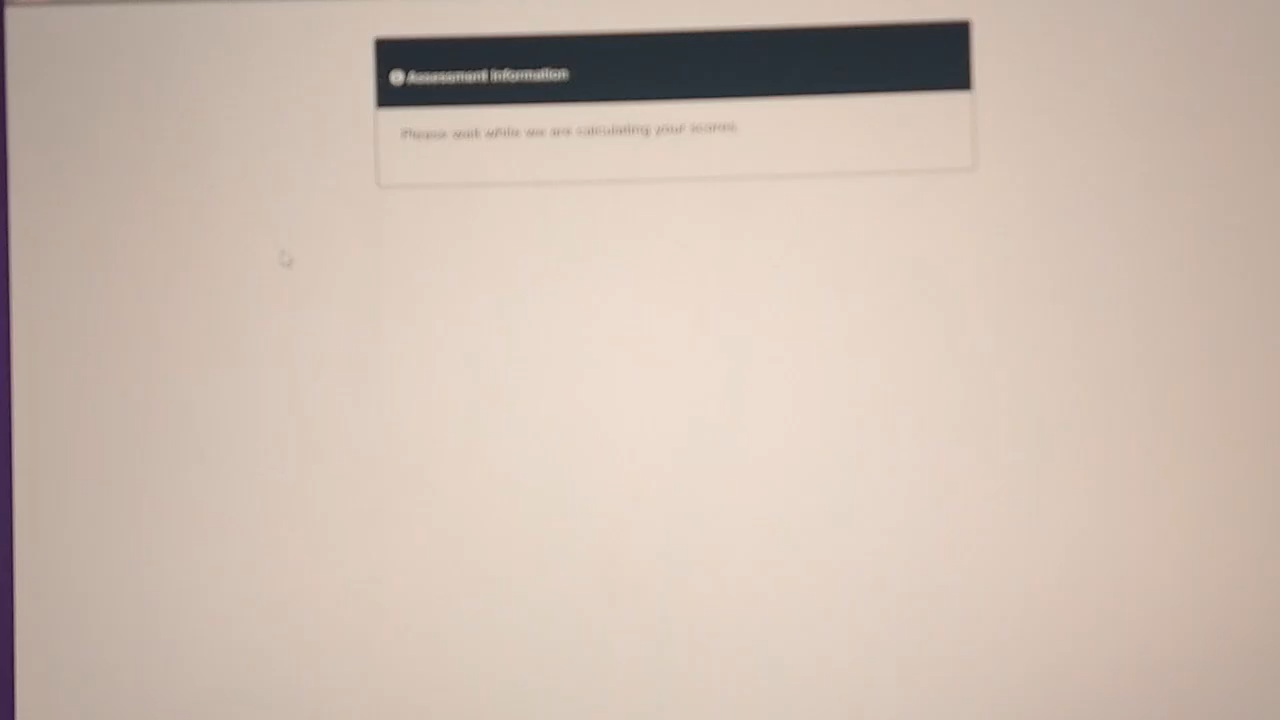 Assessment Information
Please wait while we are calculating your scores.